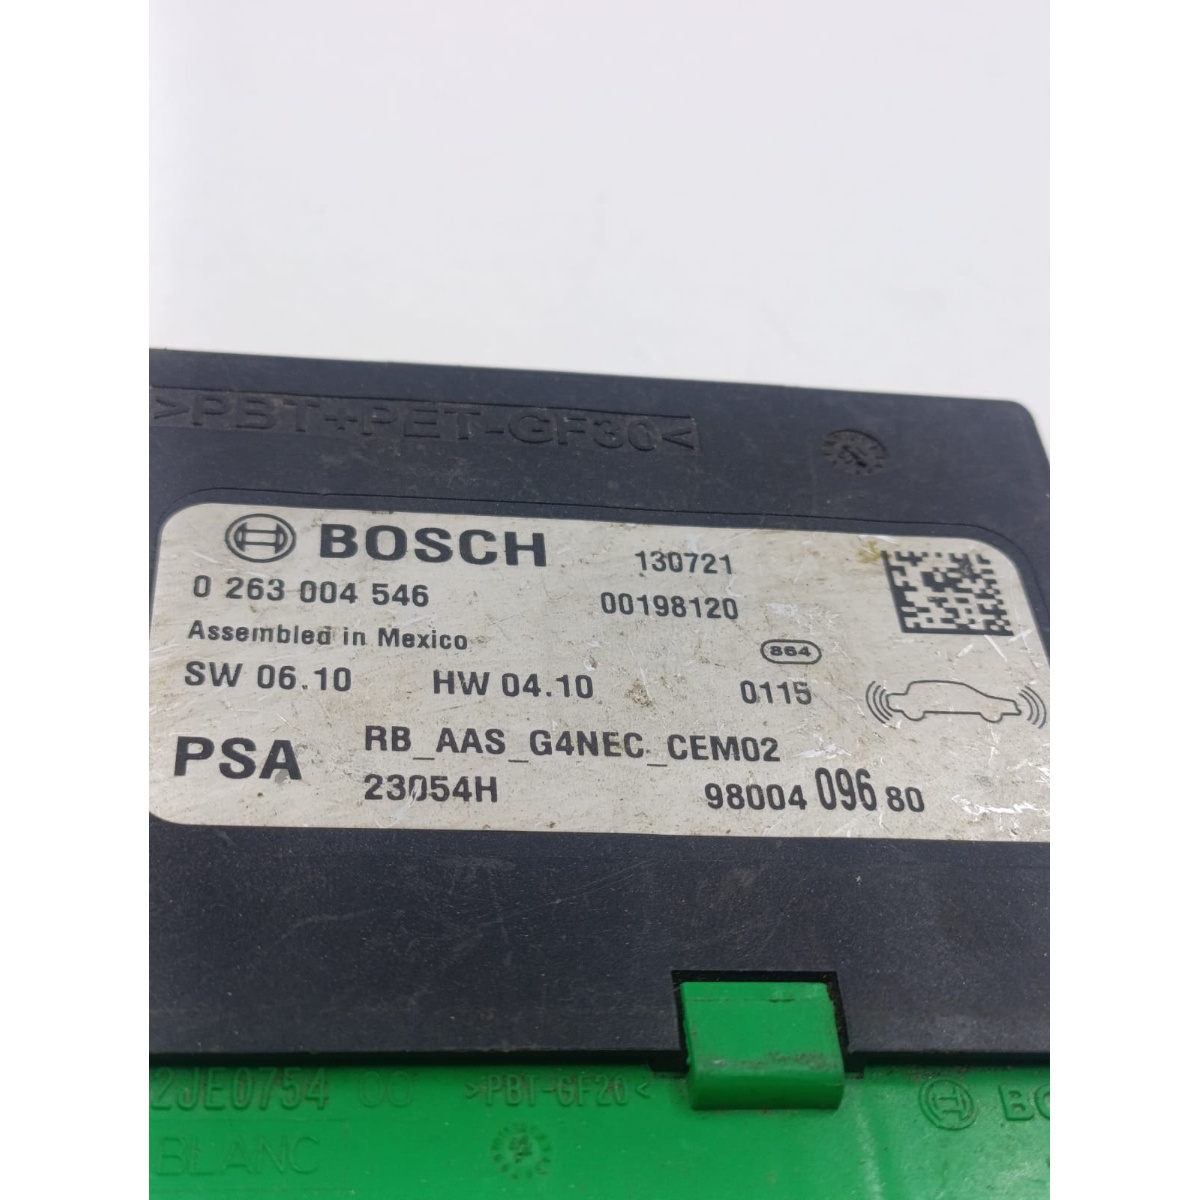 >PBT+PET-GF30<
BOSCH 130721
0 263 004 546 00198120
Assembled in Mexico 864
SW 06.10 HW 04.10 0115
PSA RB_AAS_G4NEC_CEM02
23054H 98004 096 80
2JE0754 >PBT-GF20<
BLANC